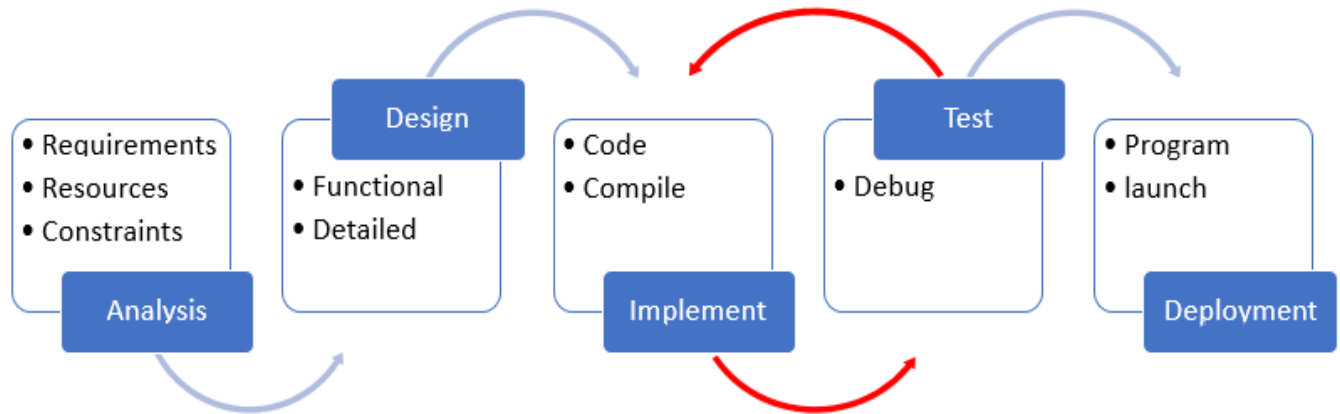 • Requirements
• Resources
• Constraints
Analysis
Design
• Functional
• Detailed
• Code
• Compile
Implement
Test
• Debug
• Program
• launch
Deployment